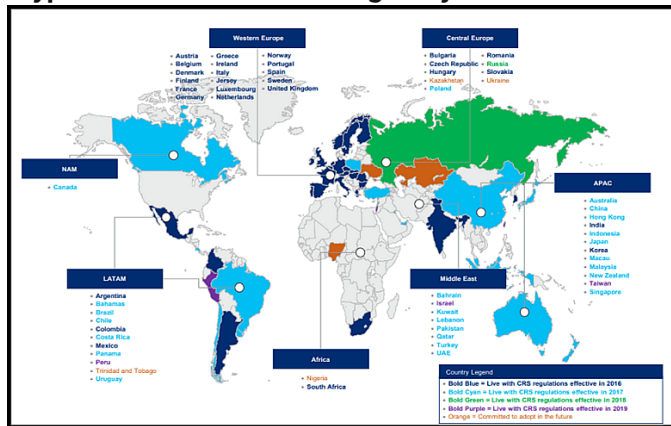 Western Europe
Austria
Belgium
Denmark
Finland
France
Germany
Greece
Ireland
Italy
Jersey
Luxembourg
Netherlands
Norway
Portugal
Spain
Sweden
United Kingdom
Central Europe
Bulgaria
Czech Republic
Hungary
Kazakhstan
Poland
Romania
Russia
Slovakia
Ukraine
NAM
Canada
APAC
Australia
China
Hong Kong
India
Indonesia
Japan
Korea
Macau
Malaysia
New Zealand
Taiwan
Singapore
LATAM
Argentina
Bahamas
Brazil
Chile
Colombia
Costa Rica
Mexico
Panama
Peru
Trinidad and Tobago
Uruguay
Middle East
Bahrain
Israel
Kuwait
Lebanon
Pakistan
Qatar
Turkey
UAE
Africa
Nigeria
South Africa
Country Legend
Bold Blue = Live with CRS regulations effective in 2016
Bold Cyan = Live with CRS regulations effective in 2017
Bold Green = Live with CRS regulations effective in 2018
Bold Purple = Live with CRS regulations effective in 2019
Orange = Committed to adopt in the future